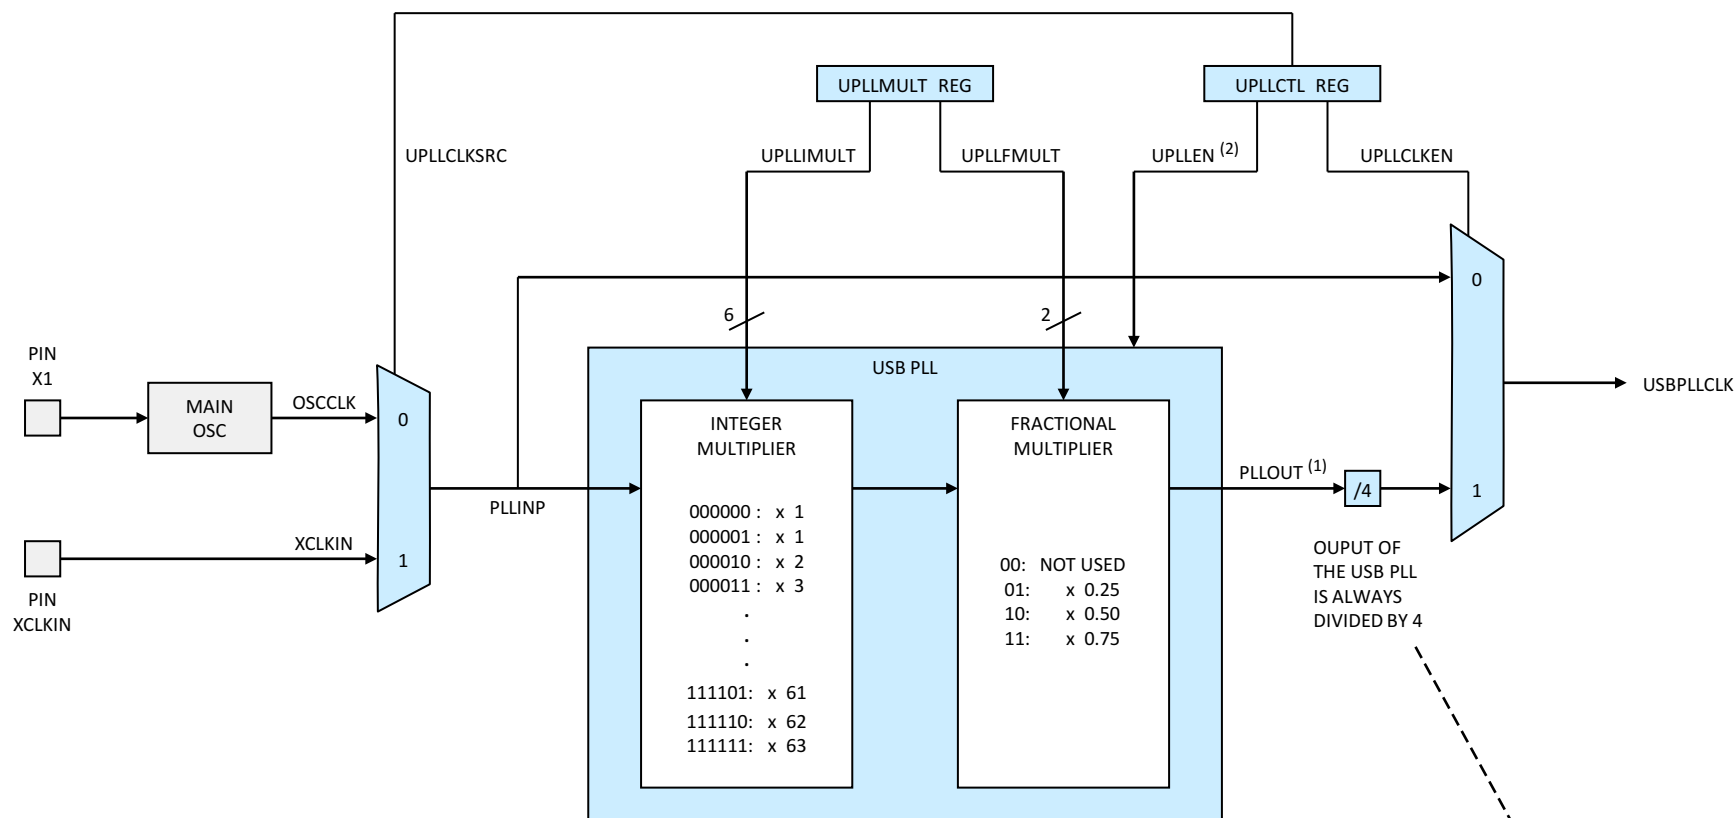 UPLLMULT REG
UPLLCTL REG
UPLLCLKSRC
UPLLIMULT
UPLLFMULT
UPLLEN (2)
UPLLCLKEN
0
6
2
PIN
X1
USB PLL
MAIN
OSC
OSCCLK
0
USBPLLCLK
INTEGER
MULTIPLIER
FRACTIONAL
MULTIPLIER
PLLINP
PLLOUT (1)
/4
1
XCLKIN
1
PIN
XCLKIN
000000 : x 1
000001 : x 1
000010 : x 2
000011 : x 3
.
.
.
111101: x 61
111110: x 62
111111: x 63
00: NOT USED
01: x 0.25
10: x 0.50
11: x 0.75
OUPUT OF
THE USB PLL
IS ALWAYS
DIVIDED BY 4